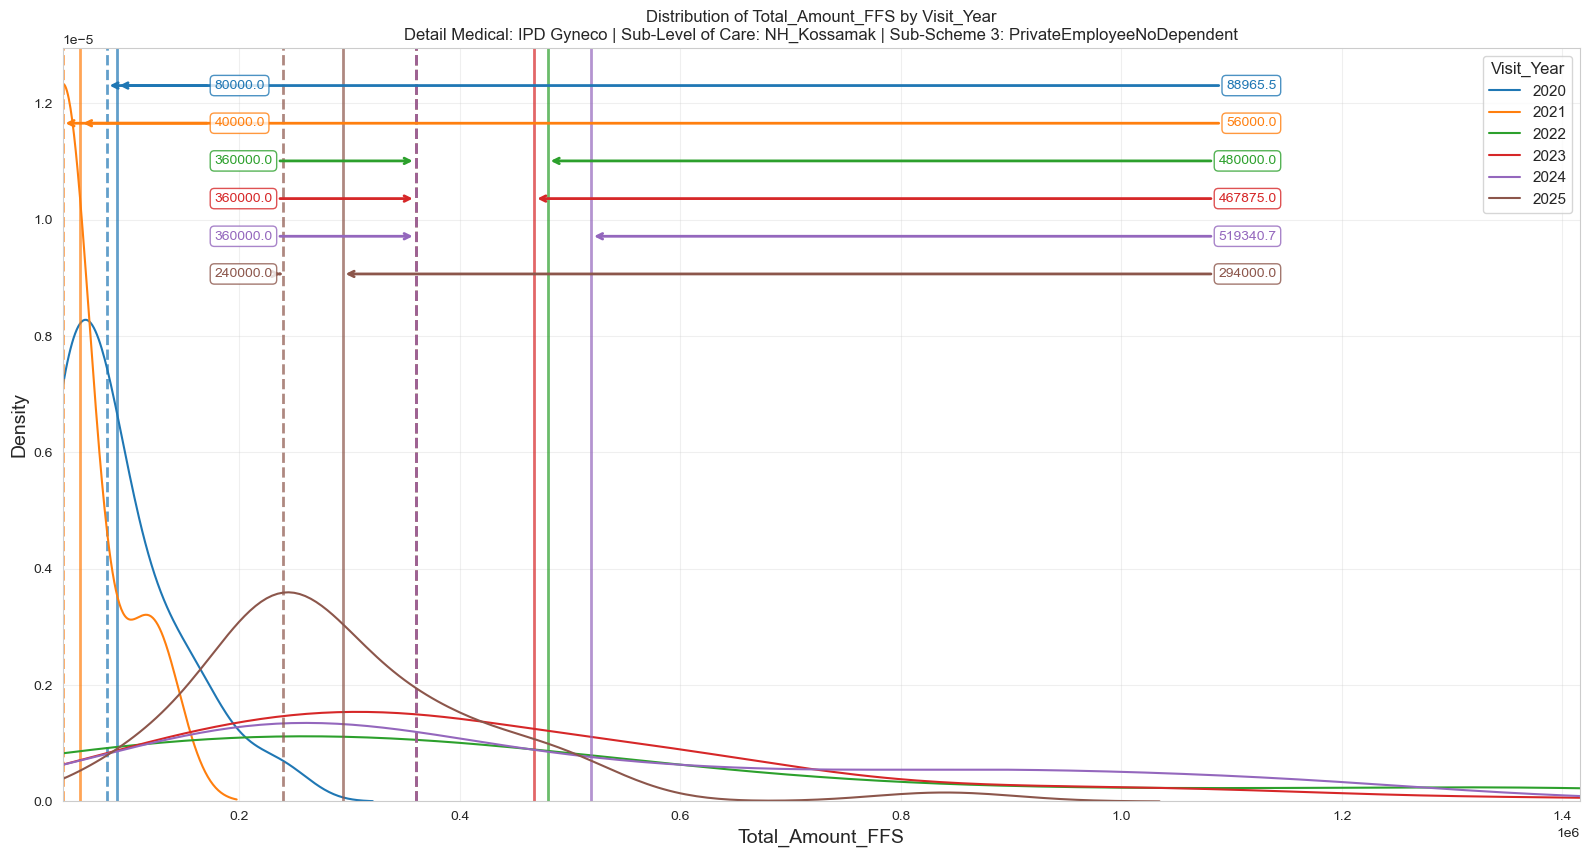 Distribution of Total_Amount_FFS by Visit_Year
Detail Medical: IPD Gyneco | Sub-Level of Care: NH_Kossamak | Sub-Scheme 3: PrivateEmployeeNoDependent
1e−5
Visit_Year
2020
2021
2022
2023
2024
2025
80000.0 88965.5
40000.0 56000.0
360000.0 480000.0
360000.0 467875.0
360000.0 519340.7
240000.0 294000.0
1.2
1.0
0.8
0.6
0.4
0.2
0.0
Density
0.2 0.4 0.6 0.8 1.0 1.2 1.4
1e6
Total_Amount_FFS